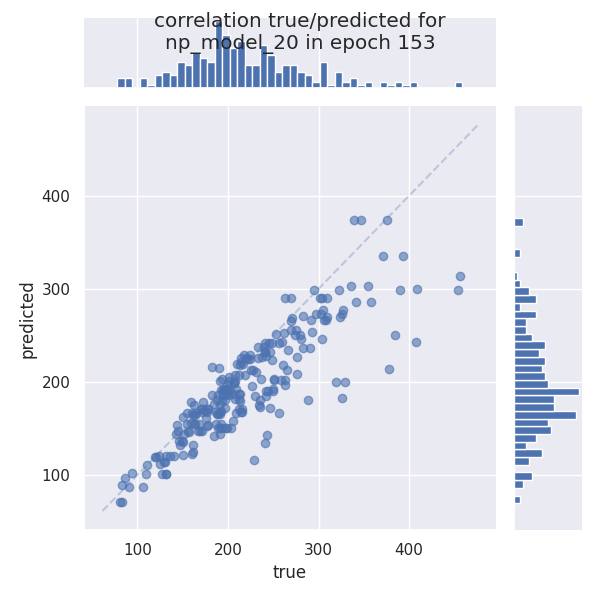 correlation true/predicted for
np_model_20 in epoch 153
400
300
200
100
predicted
100 200 300 400
true